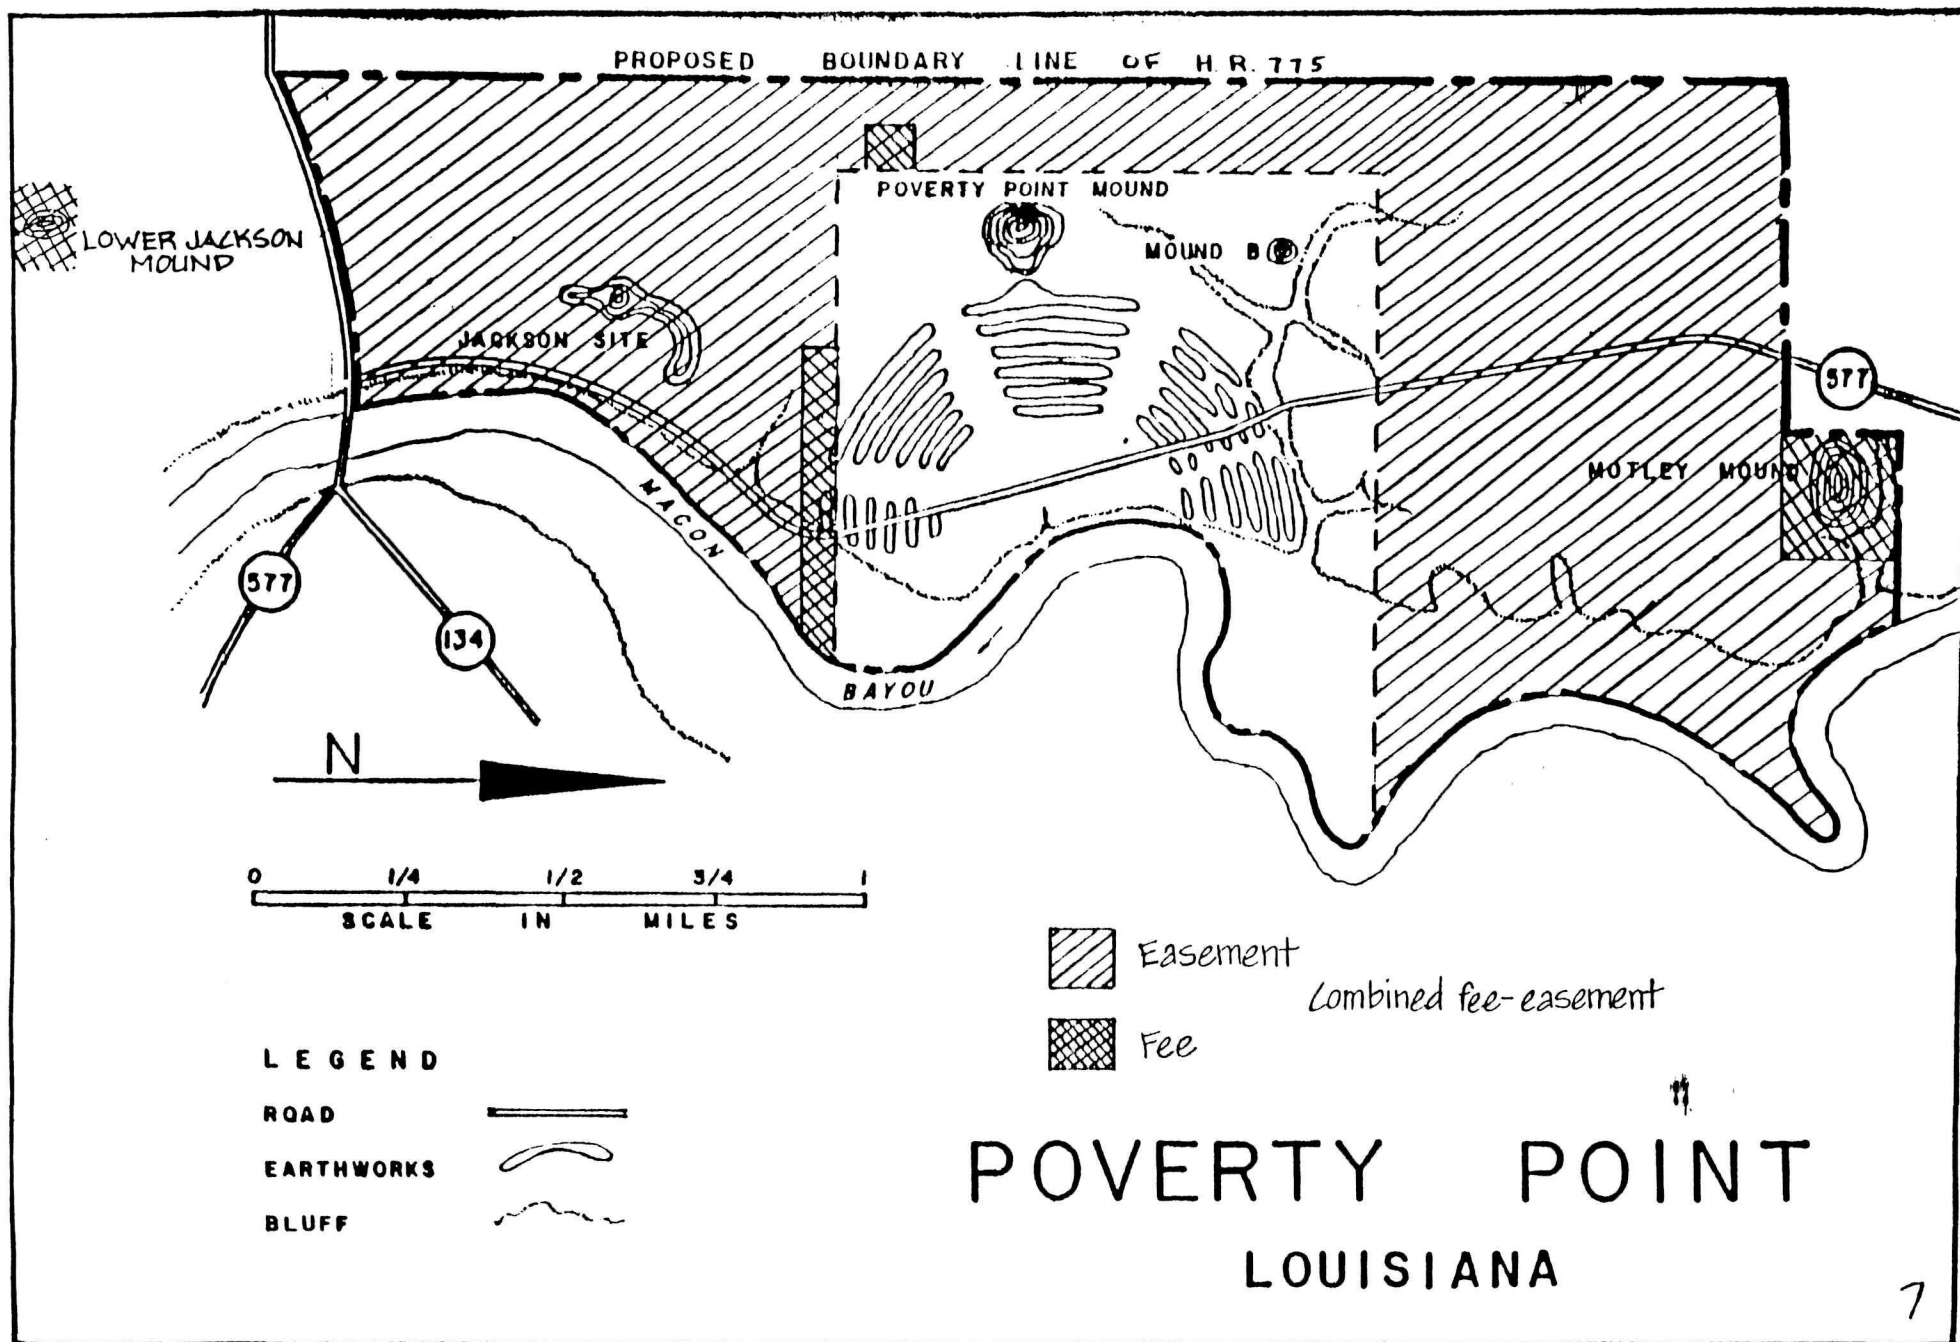 PROPOSED BOUNDARY LINE OF H.R. 775
POVERTY POINT MOUND
LOWER JACKSON
MOUND
MOUND B
JACKSON SITE
577
MOTLEY MOUND
MACON
577
134
BAYOU
N
0 1/4 1/2 3/4 1
SCALE IN MILES
Easement
Combined fee-easement
Fee
LEGEND
ROAD
EARTHWORKS
BLUFF
POVERTY POINT
LOUISIANA
7